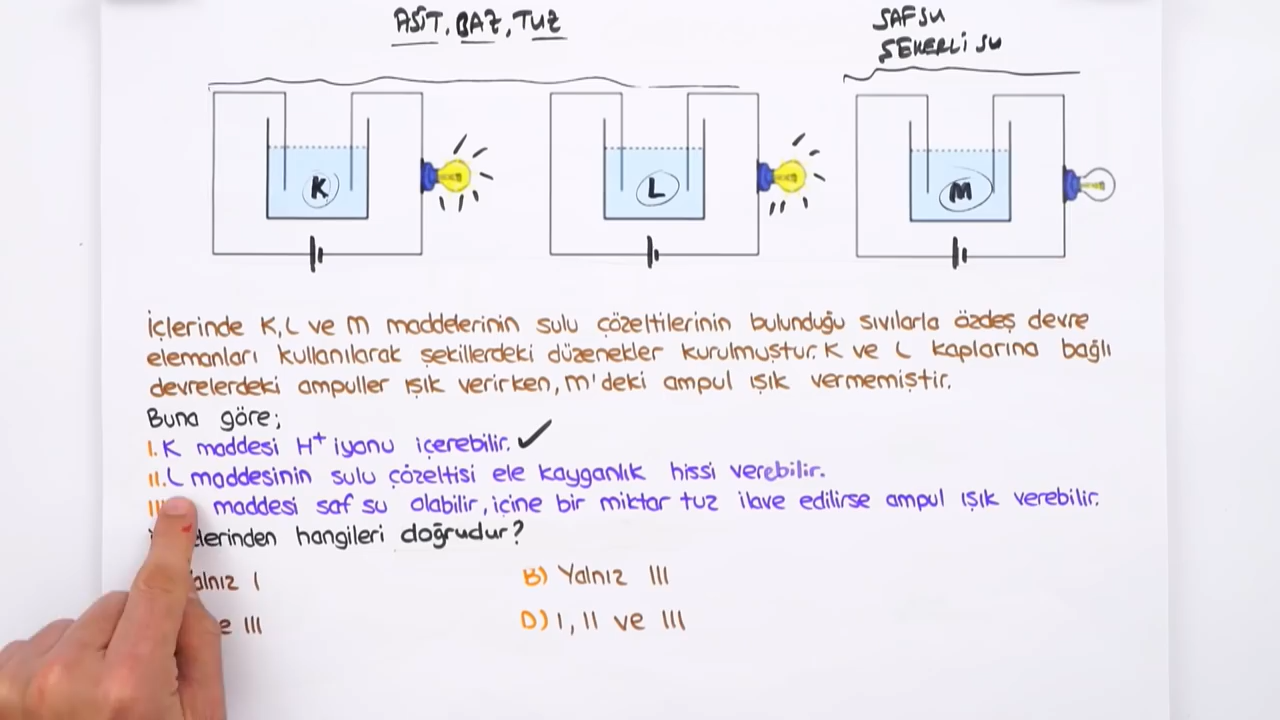 ASİT, BAZ, TUZ
SAF SU
ŞEKERLİ SU
K
L
M
İçlerinde K, L ve M maddelerinin sulu çözeltilerinin bulunduğu sıvılarla özdeş devre
elemanları kullanılarak şekillerdeki düzenekler kurulmuştur. K ve L kaplarına bağlı
devrelerdeki ampuller ışık verirken, M'deki ampul ışık vermemiştir.
Buna göre;
I. K maddesi H+ iyonu içerebilir.
II. L maddesinin sulu çözeltisi ele kayganlık hissi verebilir.
maddesi saf su olabilir, içine bir miktar tuz ilave edilirse ampul ışık verebilir.
hangileri doğrudur?
I
B) Yalnız III
III
D) I, II ve III